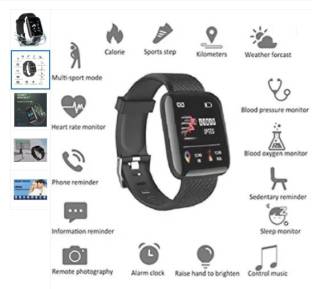 Calorie
Sports step
Kilometers
Weather forcast
Multi-sport mode
Blood pressure monitor
Heart rate monitor
Blood oxygen monitor
Phone reminder
Sedentary reminder
Information reminder
Sleep monitor
Remote photography
Alarm clock
Raise hand to brighten
Control music